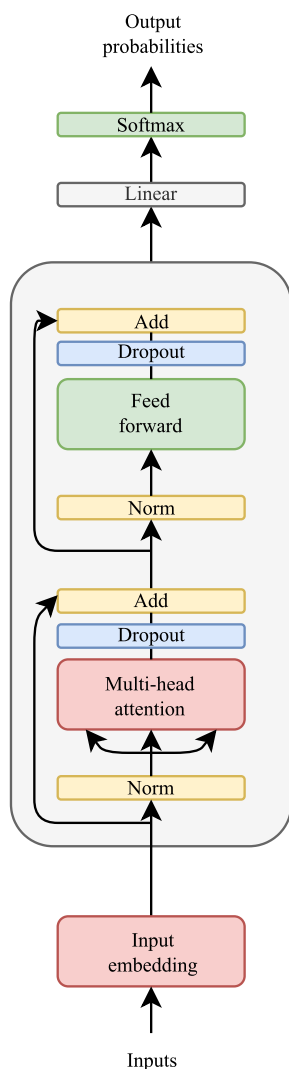 Output
probabilities
Softmax
Linear
Add
Dropout
Feed
forward
Norm
Add
Dropout
Multi-head
attention
Norm
Input
embedding
Inputs